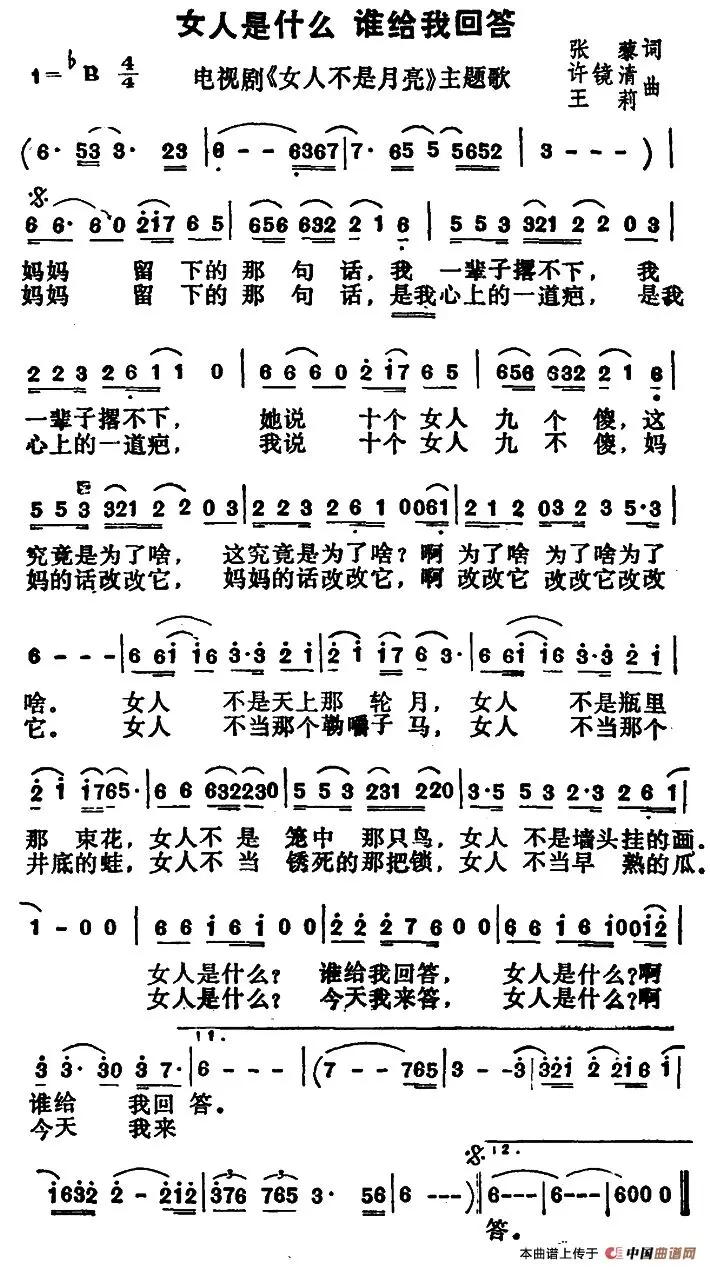 女人是什么 谁给我回答
1=♭B 4/4
电视剧《女人不是月亮》主题歌
张藜词
许镜清 王莉曲
(6· 53 3· 23 | 6 - - 6367 | 7· 65 5 5652 | 3 - - - )|
6 6· 6 0 217 6 5 | 656 632 2 1 6 | 5 5 3 321 2 2 0 3 |
妈妈 留下的那句话，我一辈子撂不下，我
妈妈 留下的那句话，是我心上的一道疤，是我
2 2 3 2 6 1 1 0 | 6 6 6 0 2 17 6 5 | 656 632 2 1 6 |
一辈子撂不下， 她说 十个女人九个傻，这
心上的一道疤， 我说 十个女人九不傻，妈
5 5 3 321 2 2 0 3 | 2 2 3 2 6 1 0 0 61 | 2 1 2 0 3 2 3 5·3 |
究竟是为了啥， 这究竟是为了啥？啊 为了啥 为了啥为了
妈的话改改它， 妈妈的话改改它，啊 改改它 改改它改改
6 - - - | 6 61 16 3·3 2 1 | 2 1 17 6 3· | 6 61 16 3·3 2 1 |
啥。 女人 不是天上那轮月，女人 不是瓶里
它。 女人 不当那个勒嚼子马，女人 不当那个
2 1 1765· | 6 6 6 632230 | 5 5 3 231 220 | 3·5 5 3 2·3 2 6 1 |
那束花，女人不是笼中那只鸟，女人 不是墙头挂的画。
井底的蛙，女人不当锈死的那把锁，女人 不当早熟的瓜。
1 - 0 0 | 6 6 1 6 1 0 0 | 2 2 2 7 6 0 0 | 6 6 1 6 1 0 0 12 |
女人是什么？ 谁给我回答， 女人是什么？啊
女人是什么？ 今天我来答， 女人是什么？啊
11.
3 3· 30 3 7· | 6 - - - | (7 - - 765 | 3 - - 3 | 321 2 2 216 1 |
谁给 我回答。
今天 我来
12.
1632 2 - 212 | 376 765 3· 56 | 6 - - - ) :|| 6 - - - | 6 - - - | 6 0 0 0 ||
答。
本曲谱上传于 中国曲谱网